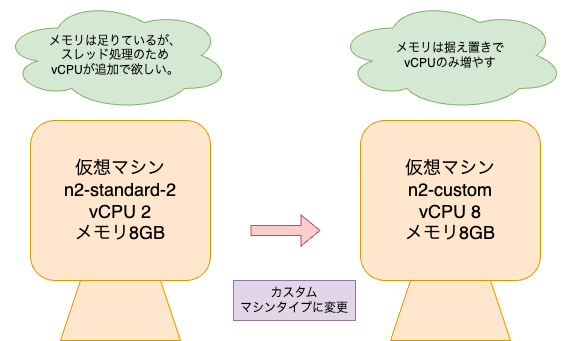 メモリは足りているが、
スレッド処理のため
vCPUが追加で欲しい。
メモリは据え置きで
vCPUのみ増やす
仮想マシン
n2-standard-2
vCPU 2
メモリ8GB
仮想マシン
n2-custom
vCPU 8
メモリ8GB
カスタム
マシンタイプに変更